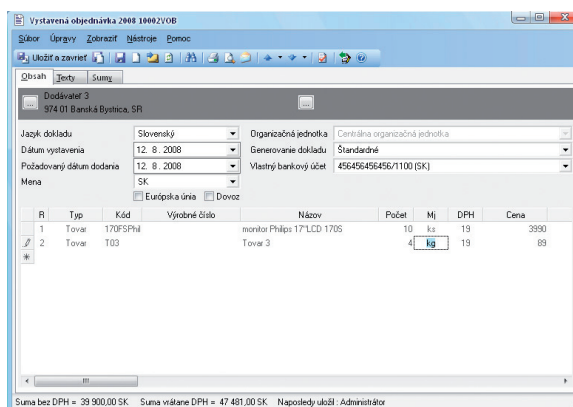 Vystavená objednávka 2008 10002VOB
Súbor Úpravy Zobraziť Nástroje Pomoc
Uložiť a zavrieť
Obsah Texty Sumy
Dodávateľ 3
974 01 Banská Bystrica, SR
Jazyk dokladu Slovenský Organizačná jednotka Centrálna organizačná jednotka
Dátum vystavenia 12. 8. 2008 Generovanie dokladu Štandardné
Požadovaný dátum dodania 12. 8. 2008 Vlastný bankový účet 456456456456/1100 (SK)
Mena SK
Európska únia Dovoz
R Typ Kód Výrobné číslo Názov Počet Mj DPH Cena
1 Tovar 170FSPhil monitor Philips 17"LCD 170S 10 ks 19 3990
2 Tovar T03 Tovar 3 4 kg 19 89
Suma bez DPH = 39 900,00 SK Suma vrátane DPH = 47 481,00 SK Naposledy uložil : Administrátor